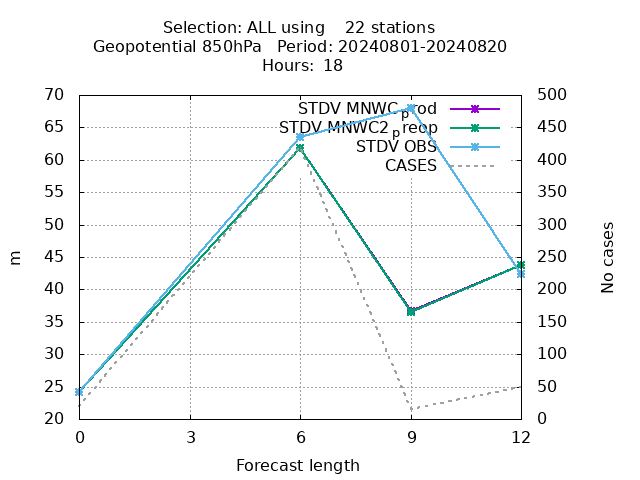 Selection: ALL using 22 stations
Geopotential 850hPa Period: 20240801-20240820
Hours: 18
70 500
STDV MNWC_prod
65 STDV MNWC2_preop 450
STDV OBS
60 CASES 400
55 350
50 300
45 250
m No cases
40 200
35 150
30 100
25 50
20 0
0 3 6 9 12
Forecast length